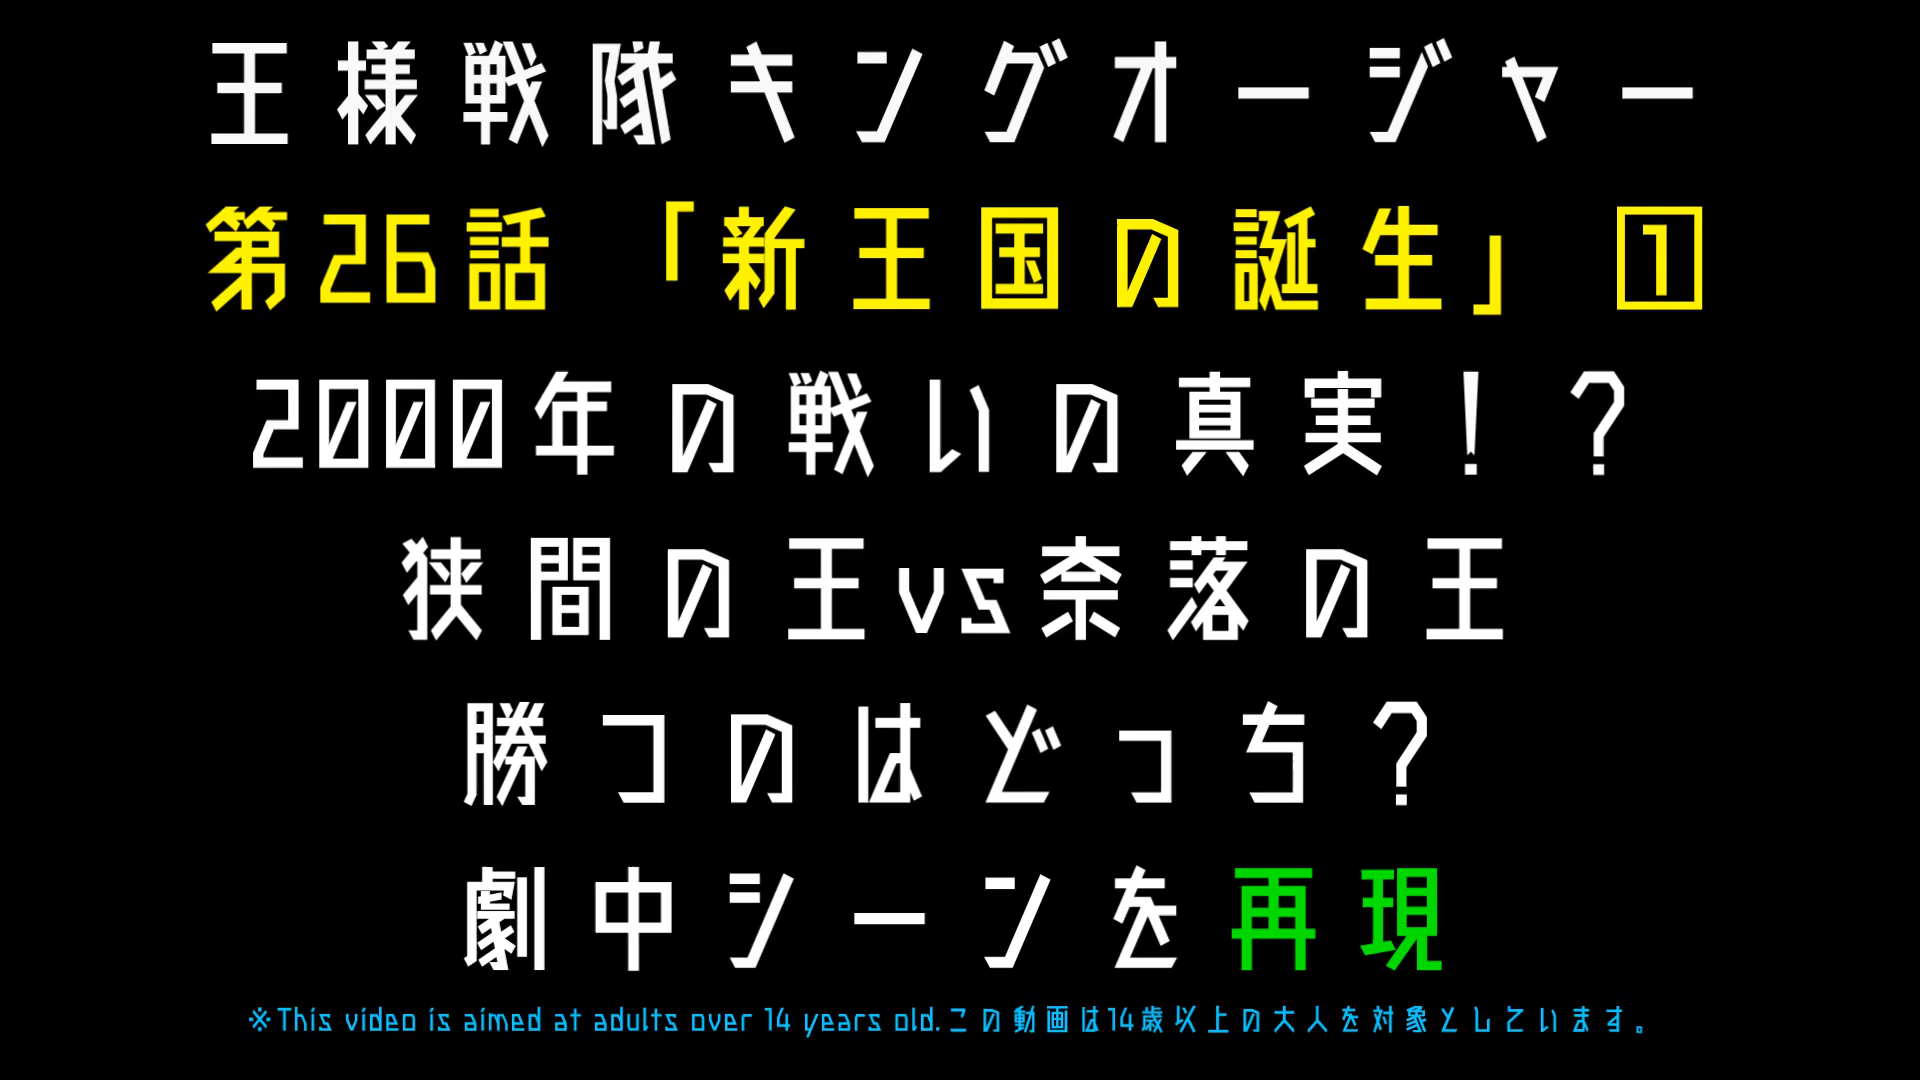 王様戦隊キングオージャー
第26話 「新王国の誕生」 1
2000年の戦いの真実！？
狭間の王vs奈落の王
勝つのはどっち？
劇中シーンを再現
※This video is aimed at adults over 14 years old.この動画は14歳以上の大人を対象としています。